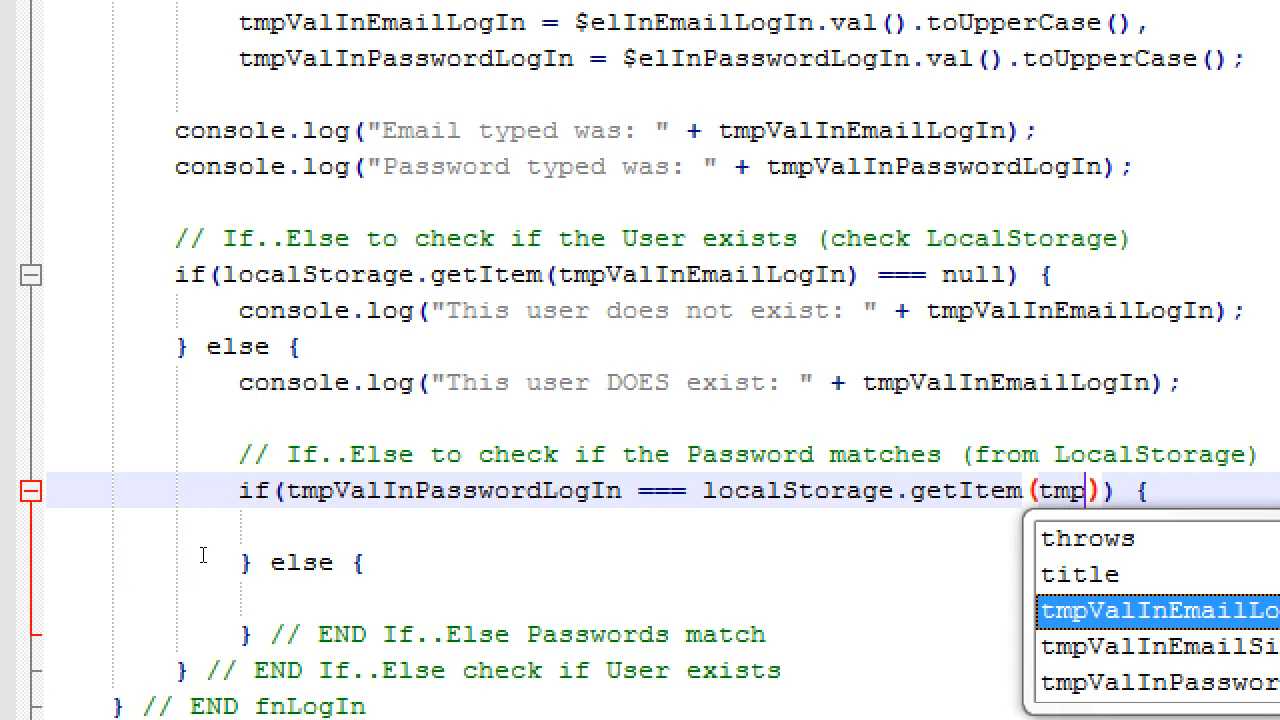 tmpValInEmailLogIn = $elInEmailLogIn.val().toUpperCase(),
tmpValInPasswordLogIn = $elInPasswordLogIn.val().toUpperCase();
console.log("Email typed was: " + tmpValInEmailLogIn);
console.log("Password typed was: " + tmpValInPasswordLogIn);
// If..Else to check if the User exists (check LocalStorage)
if(localStorage.getItem(tmpValInEmailLogIn) === null) {
console.log("This user does not exist: " + tmpValInEmailLogIn);
} else {
console.log("This user DOES exist: " + tmpValInEmailLogIn);
// If..Else to check if the Password matches (from LocalStorage)
if(tmpValInPasswordLogIn === localStorage.getItem(tmp)) {
throws
title
} else {
tmpValInEmailLo
} // END If..Else Passwords match
tmpValInEmailSi
} // END If..Else check if User exists
tmpValInPasswor
} // END fnLogIn